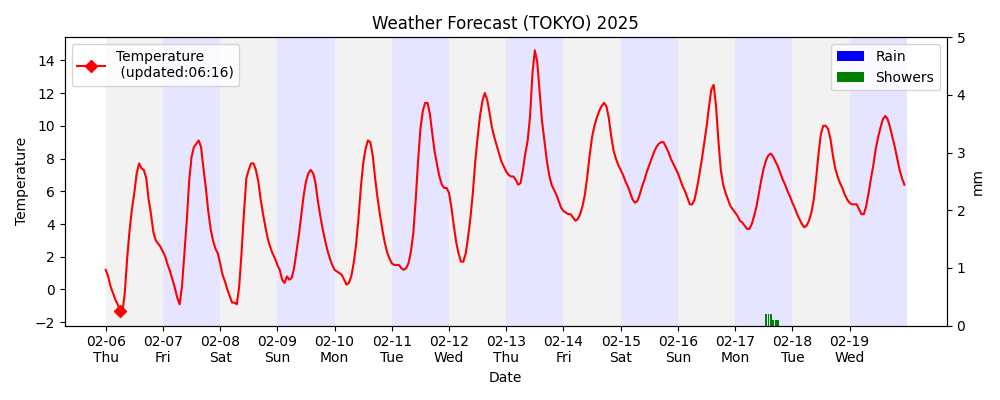 Weather Forecast (TOKYO) 2025
Temperature
(updated:06:16)
Rain
Showers
Temperature
14
12
10
8
6
4
2
0
−2
5
4
3
2
1
0
mm
02-06 02-07 02-08 02-09 02-10 02-11 02-12 02-13 02-14 02-15 02-16 02-17 02-18 02-19
Thu Fri Sat Sun Mon Tue Wed Thu Fri Sat Sun Mon Tue Wed
Date